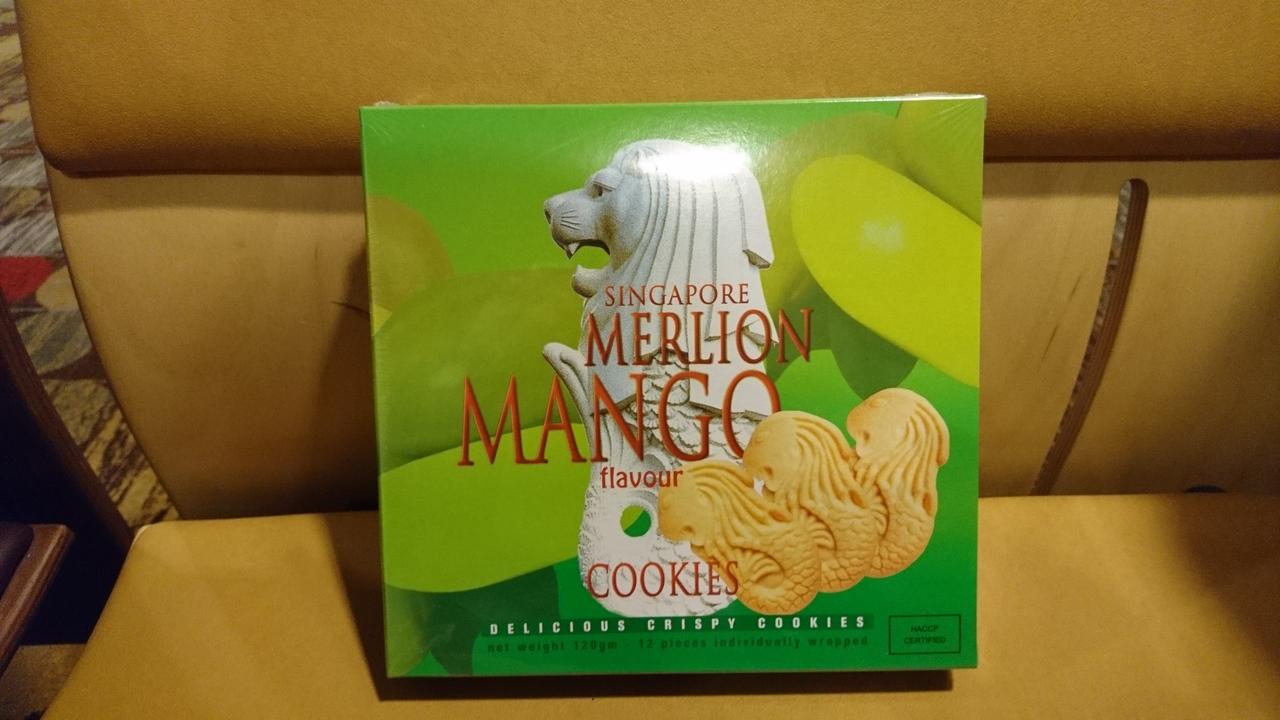 SINGAPORE
MERLION
MANGO
flavour
COOKIES
DELICIOUS CRISPY COOKIES
net weight 120gm - 12 pieces individually wrapped
HACCP
CERTIFIED